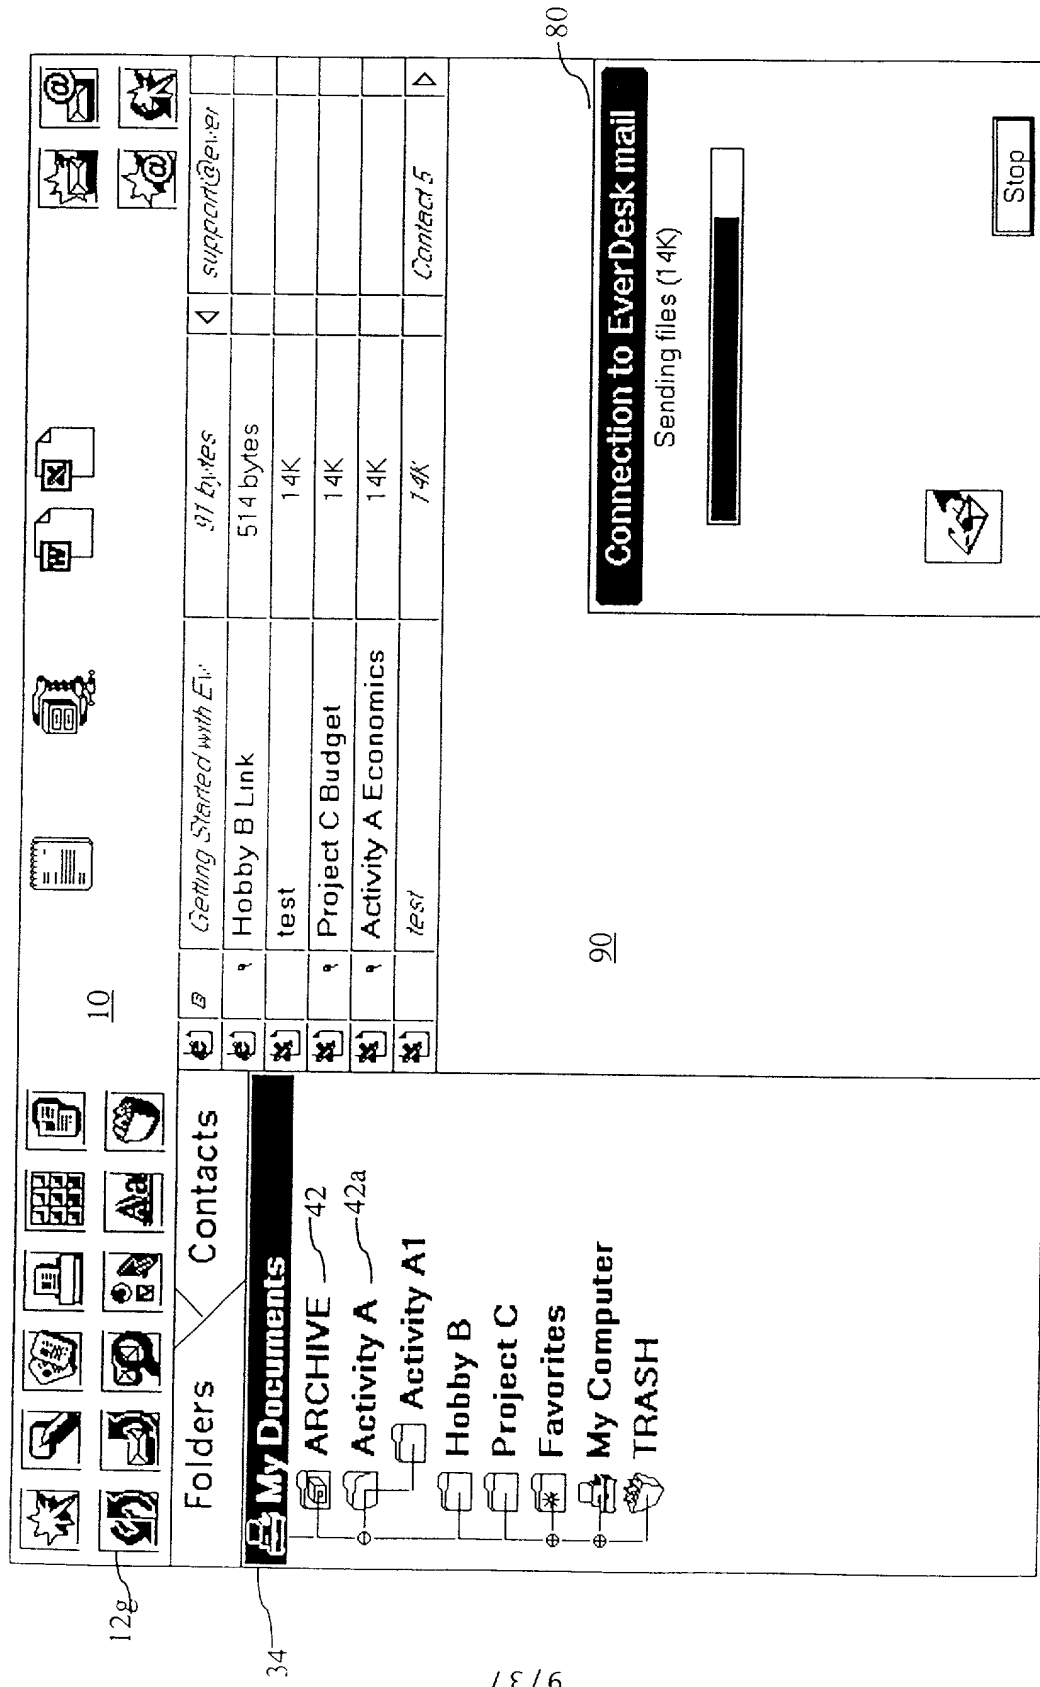 12g
10
Folders
Contacts
34
My Documents
ARCHIVE
42
Activity A
42a
Activity A1
Hobby B
Project C
Favorites
My Computer
TRASH
Getting Started with Ev
91 bytes
support@ever
Hobby B Link
514 bytes
test
14K
Project C Budget
14K
Activity A Economics
14K
test
14K
Contact 5
90
80
Connection to EverDesk mail
Sending files (14K)
Stop
W
X
@
@
Aa
e
e
9/37